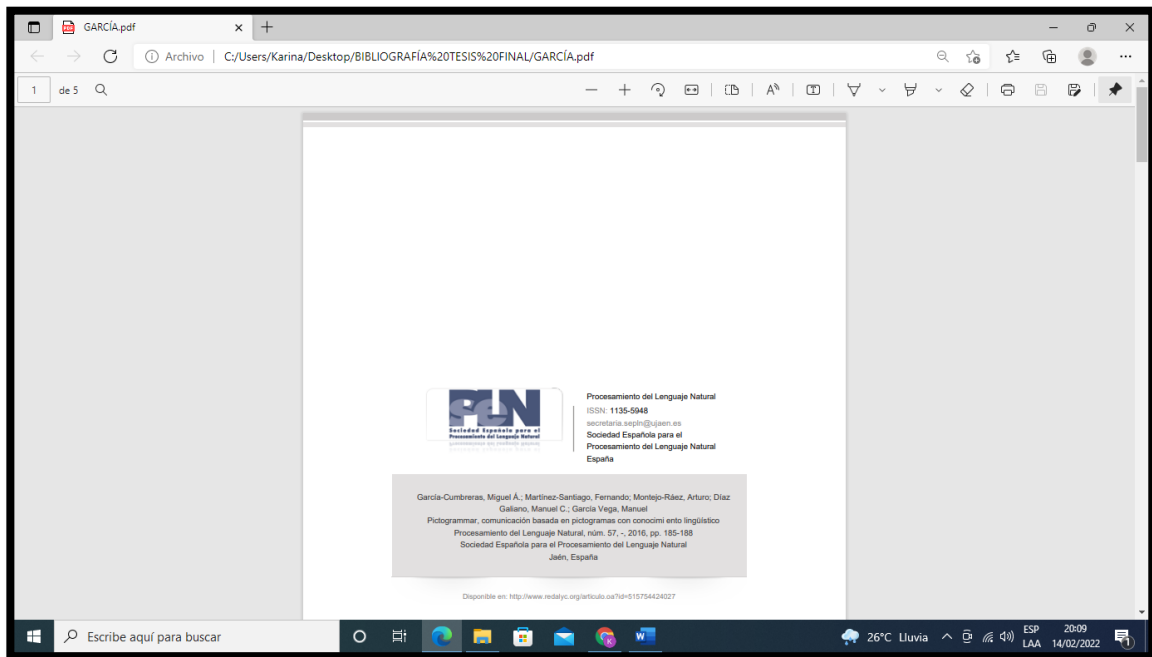 GARCÍA.pdf
Archivo | C:/Users/Karina/Desktop/BIBLIOGRAFÍA%20TESIS%20FINAL/GARCÍA.pdf
1 de 5
SEPLN
Sociedad Española para el
Procesamiento del Lenguaje Natural
Procesamiento del Lenguaje Natural
ISSN: 1135-5948
secretaria.sepln@ujaen.es
Sociedad Española para el
Procesamiento del Lenguaje Natural
España
García-Cumbreras, Miguel Á.; Martínez-Santiago, Fernando; Montejo-Ráez, Arturo; Díaz
Galiano, Manuel C.; García Vega, Manuel
Pictogrammar, comunicación basada en pictogramas con conocimi ento lingüístico
Procesamiento del Lenguaje Natural, núm. 57, -, 2016, pp. 185-188
Sociedad Española para el Procesamiento del Lenguaje Natural
Jaén, España
Disponible en: http://www.redalyc.org/articulo.oa?id=515754424027
Escribe aquí para buscar
26°C Lluvia
ESP
LAA
20:09
14/02/2022
1